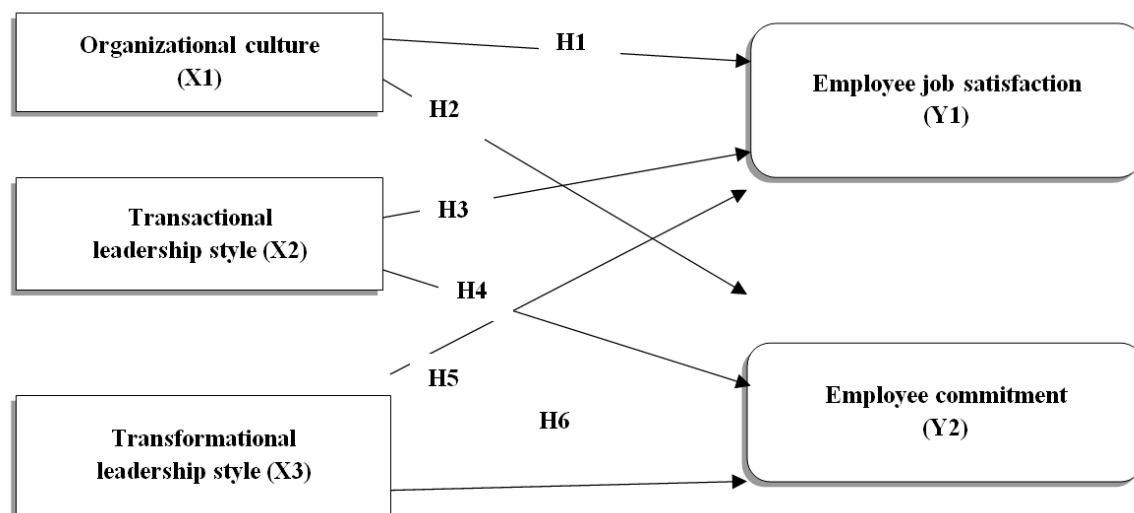 Organizational culture
(X1)
H1
Employee job satisfaction
(Y1)
H2
Transactional
leadership style (X2)
H3
H4
H5
Employee commitment
(Y2)
H6
Transformational
leadership style (X3)